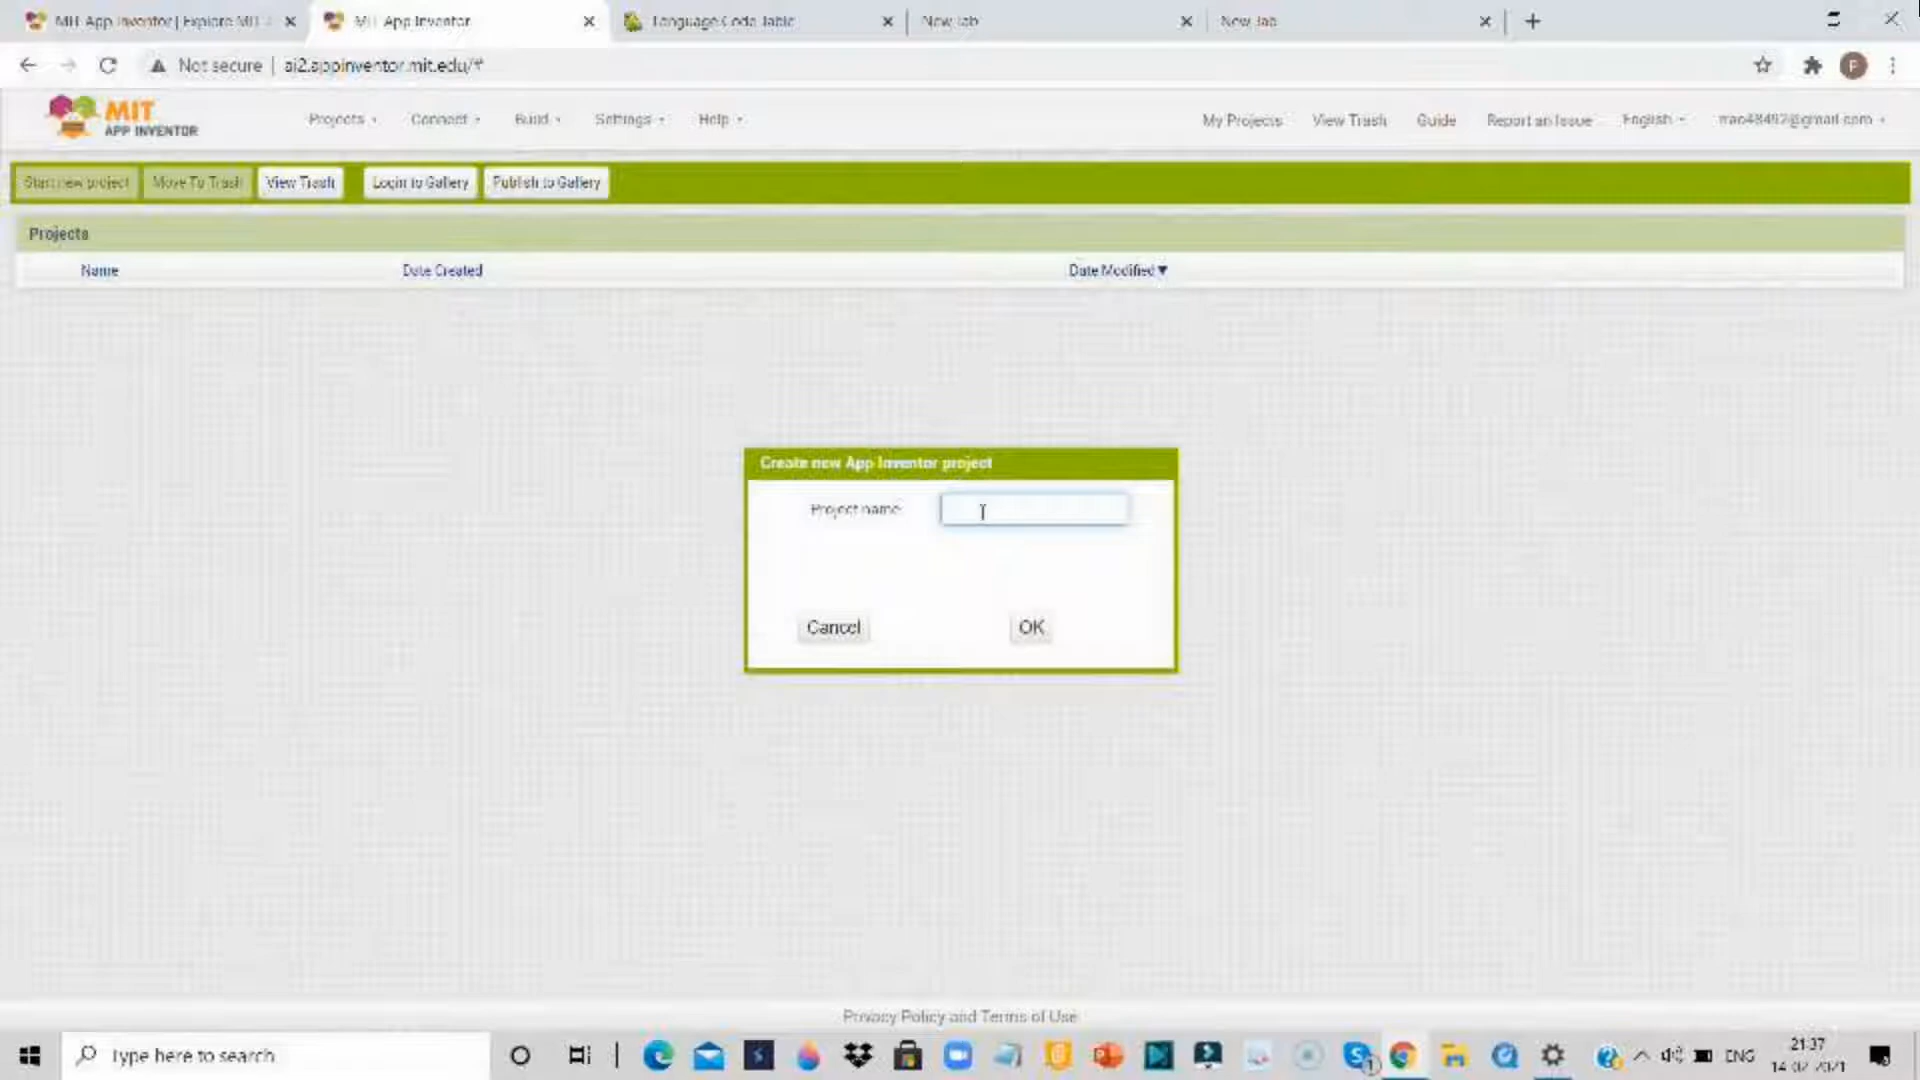 MIT App Inventor | Explore MIT
MIT App Inventor
Language Code Table
New Tab
New Tab
Not secure | ai2.appinventor.mit.edu/#
MIT
APP INVENTOR
Projects
Connect
Build
Settings
Help
My Projects
View Trash
Guide
Report an Issue
English
Start new project
Move To Trash
View Trash
Login to Gallery
Publish to Gallery
Projects
Name
Date Created
Date Modified▼
Create new App Inventor project
Project name
Cancel
OK
Privacy Policy and Terms of Use
Type here to search
ENG
21:37
14-02-2021